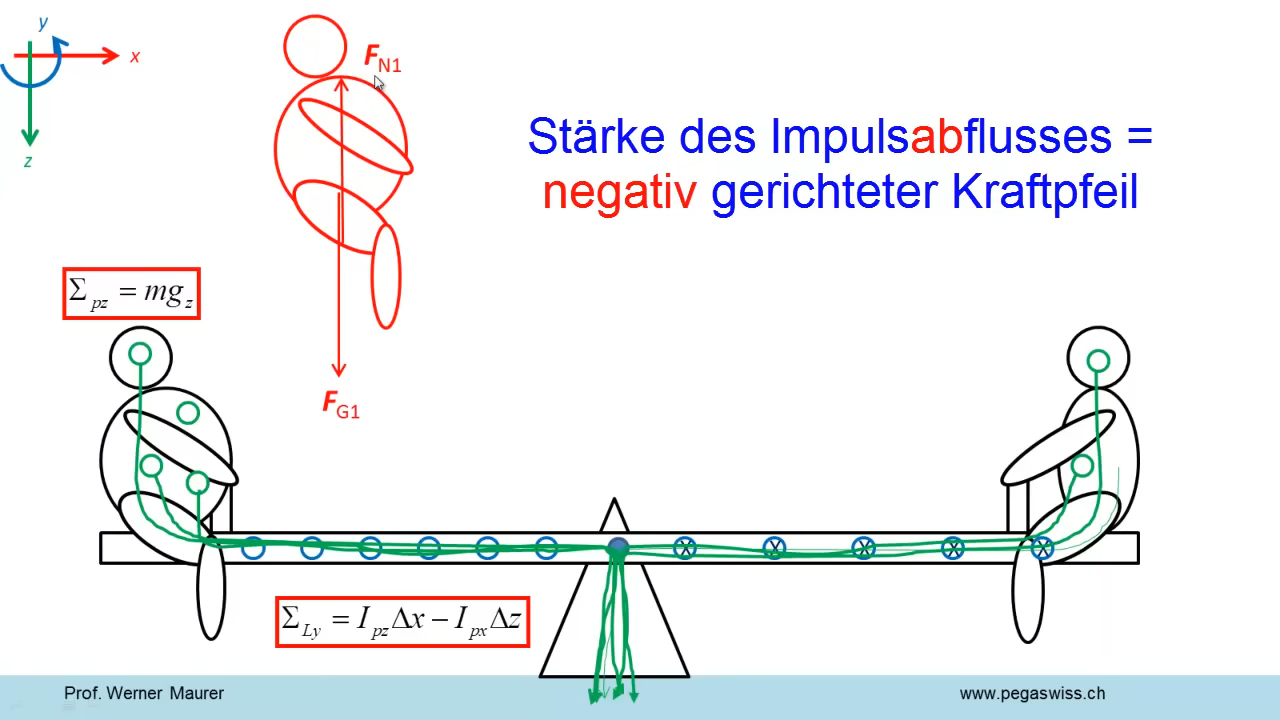 y
x
z
F_N1
Stärke des Impulsabflusses =
negativ gerichteter Kraftpfeil
Σ_pz = mg_z
F_G1
X X X X X
Σ_Ly = I_pz Δx − I_px Δz
Prof. Werner Maurer
www.pegaswiss.ch